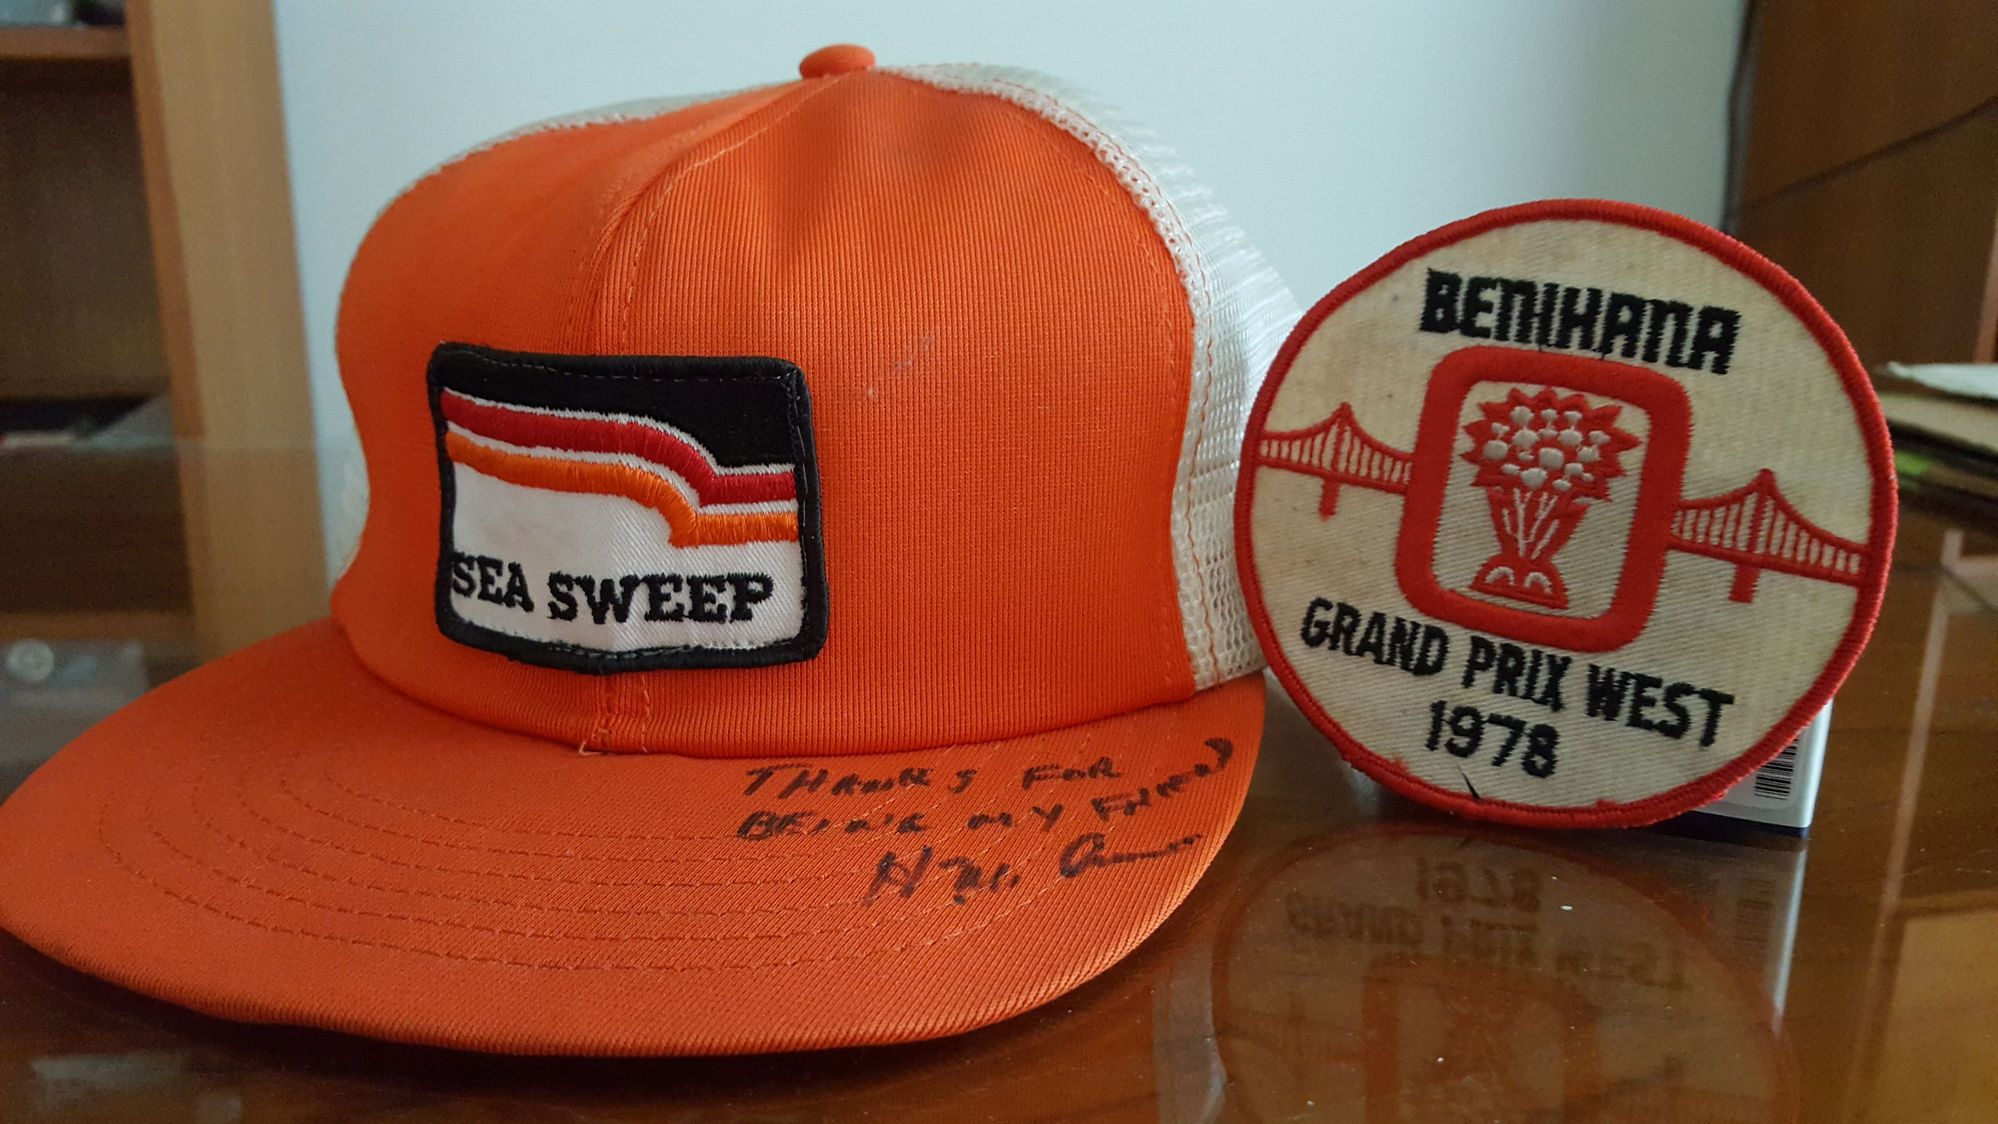 SEA SWEEP
THANKS FOR
BEING MY FRIEND
BENIHANA
GRAND PRIX WEST
1978